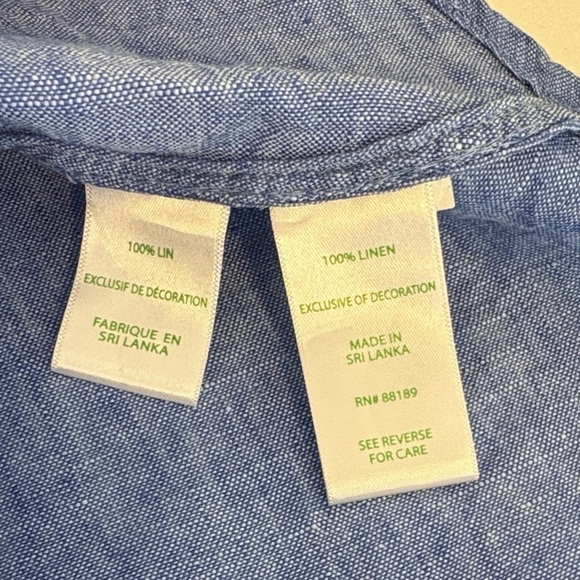 100% LIN
EXCLUSIF DE DÉCORATION
FABRIQUE EN
SRI LANKA
100% LINEN
EXCLUSIVE OF DECORATION
MADE IN
SRI LANKA
RN# 88189
SEE REVERSE
FOR CARE